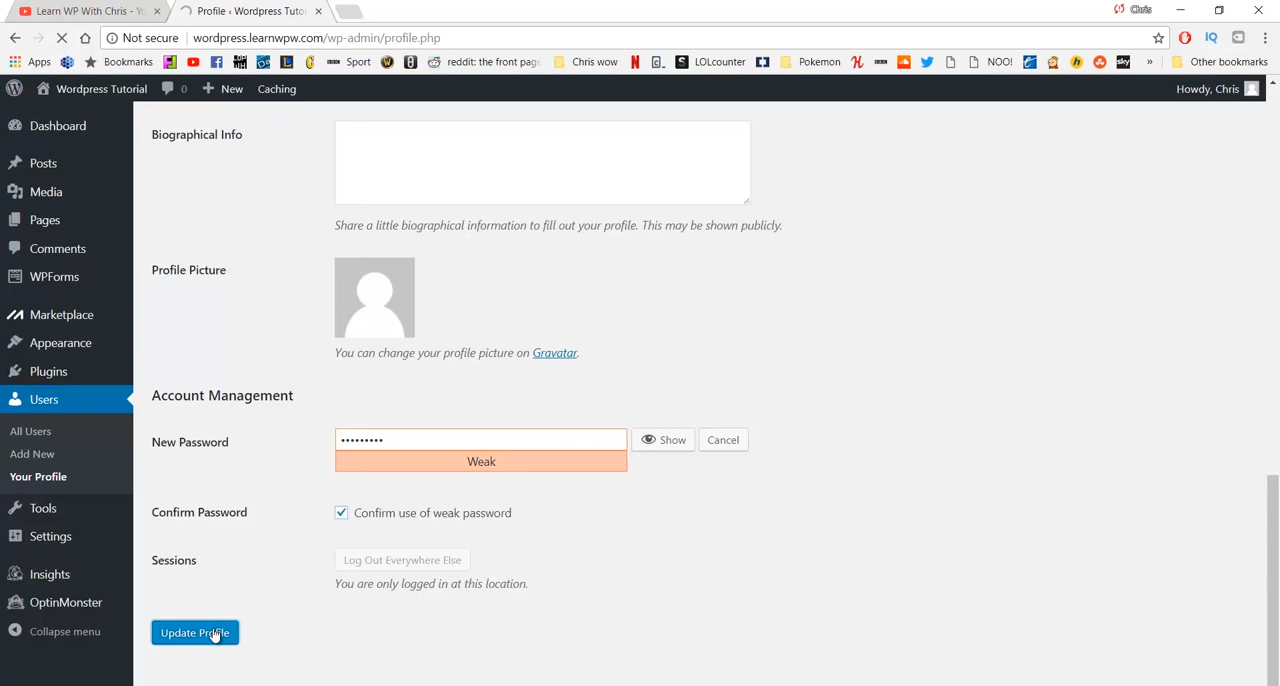 Learn WP With Chris - Yo
Profile ‹ Wordpress Tuto
Chris
Not secure
wordpress.learnwpw.com/wp-admin/profile.php
Apps
Bookmarks
Sport
reddit: the front page
Chris wow
LOLcounter
Pokemon
NOO!
sky
»
Other bookmarks
Wordpress Tutorial
0
New
Caching
Howdy, Chris
Dashboard
Posts
Media
Pages
Comments
WPForms
Marketplace
Appearance
Plugins
Users
All Users
Add New
Your Profile
Tools
Settings
Insights
OptinMonster
Collapse menu
Biographical Info
Share a little biographical information to fill out your profile. This may be shown publicly.
Profile Picture
You can change your profile picture on Gravatar.
Account Management
New Password
•••••••••
Show
Cancel
Weak
Confirm Password
Confirm use of weak password
Sessions
Log Out Everywhere Else
You are only logged in at this location.
Update Profile